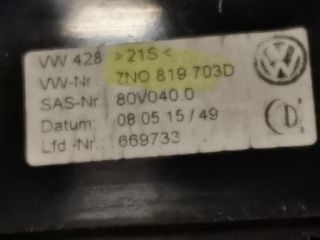 VW 428 >21S<
VW-Nr 7N0 819 703D
SAS-Nr 80V040.0
Datum: 08 05 15 / 49
Lfd -Nr 669733